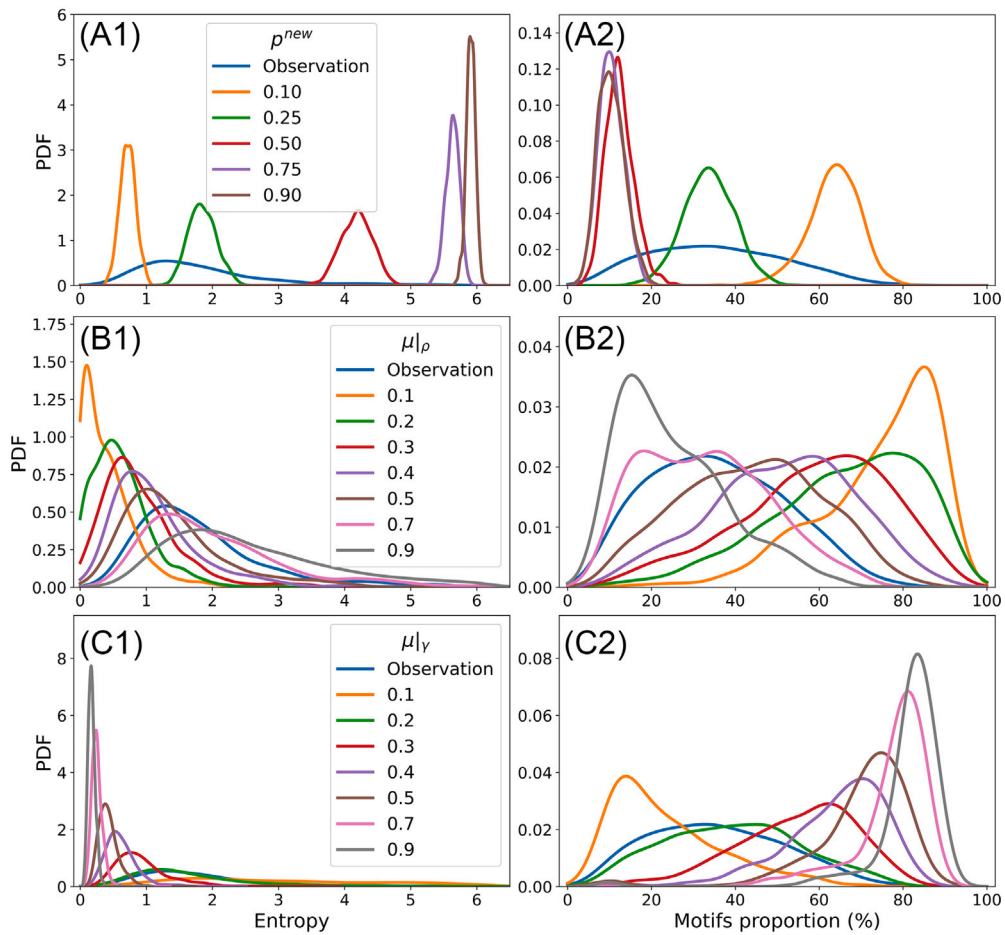 (A1)
PDF
6
5
4
3
2
1
0
0 1 2 3 4 5 6
p^new
Observation
0.10
0.25
0.50
0.75
0.90
(A2)
0.14
0.12
0.10
0.08
0.06
0.04
0.02
0.00
0 20 40 60 80 100
(B1)
PDF
1.75
1.50
1.25
1.00
0.75
0.50
0.25
0.00
0 1 2 3 4 5 6
μ|ρ
Observation
0.1
0.2
0.3
0.4
0.5
0.7
0.9
(B2)
0.04
0.03
0.02
0.01
0.00
0 20 40 60 80 100
(C1)
PDF
8
6
4
2
0
0 1 2 3 4 5 6
Entropy
μ|γ
Observation
0.1
0.2
0.3
0.4
0.5
0.7
0.9
(C2)
0.08
0.06
0.04
0.02
0.00
0 20 40 60 80 100
Motifs proportion (%)